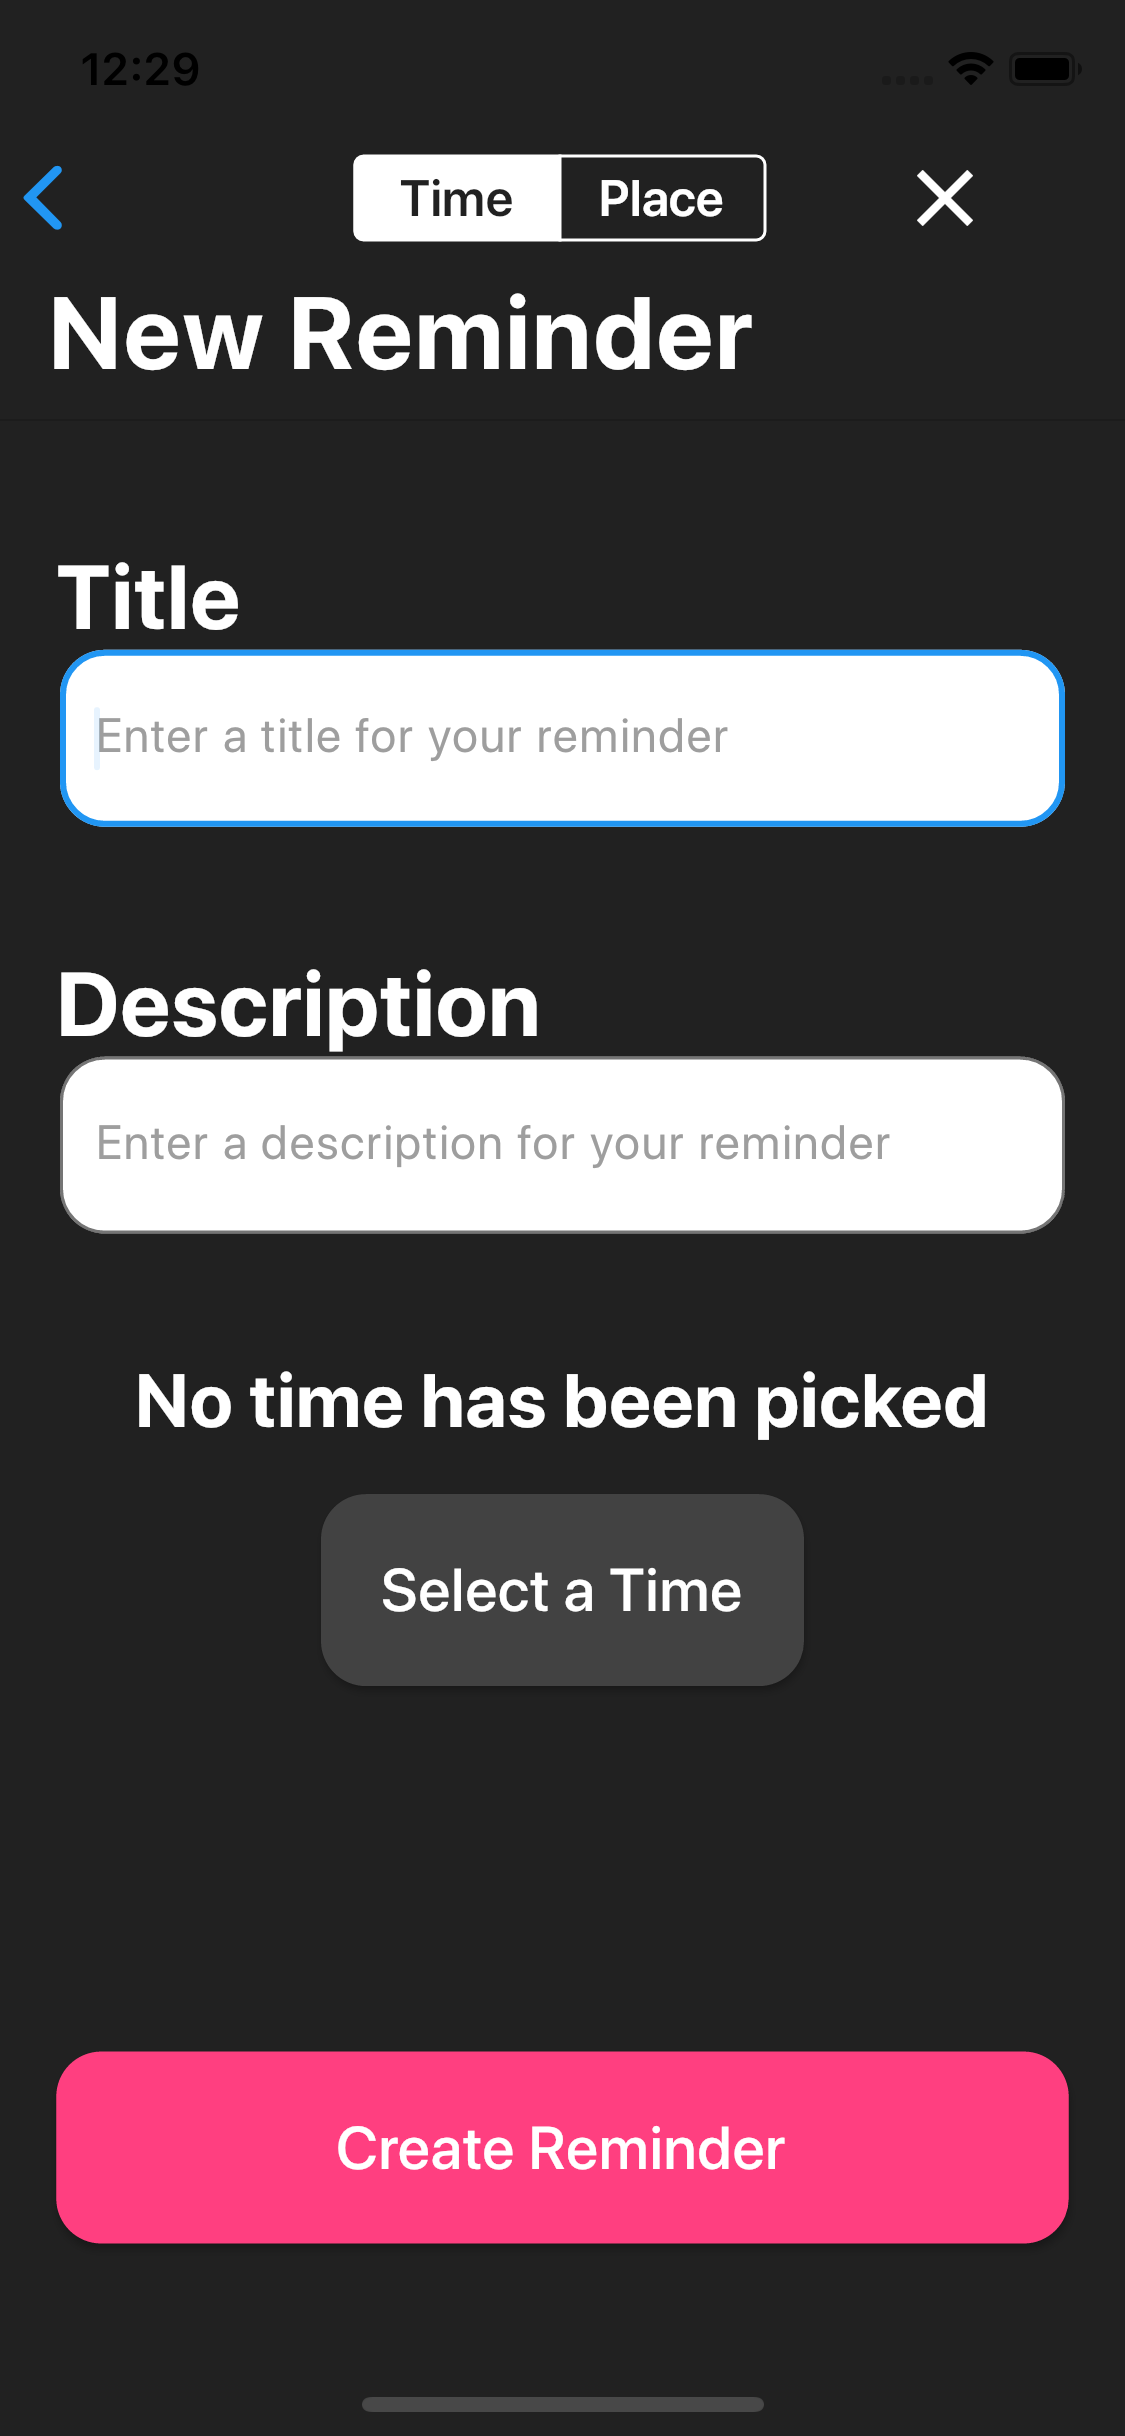 12:29
Time Place
New Reminder
Title
Enter a title for your reminder
Description
Enter a description for your reminder
No time has been picked
Select a Time
Create Reminder